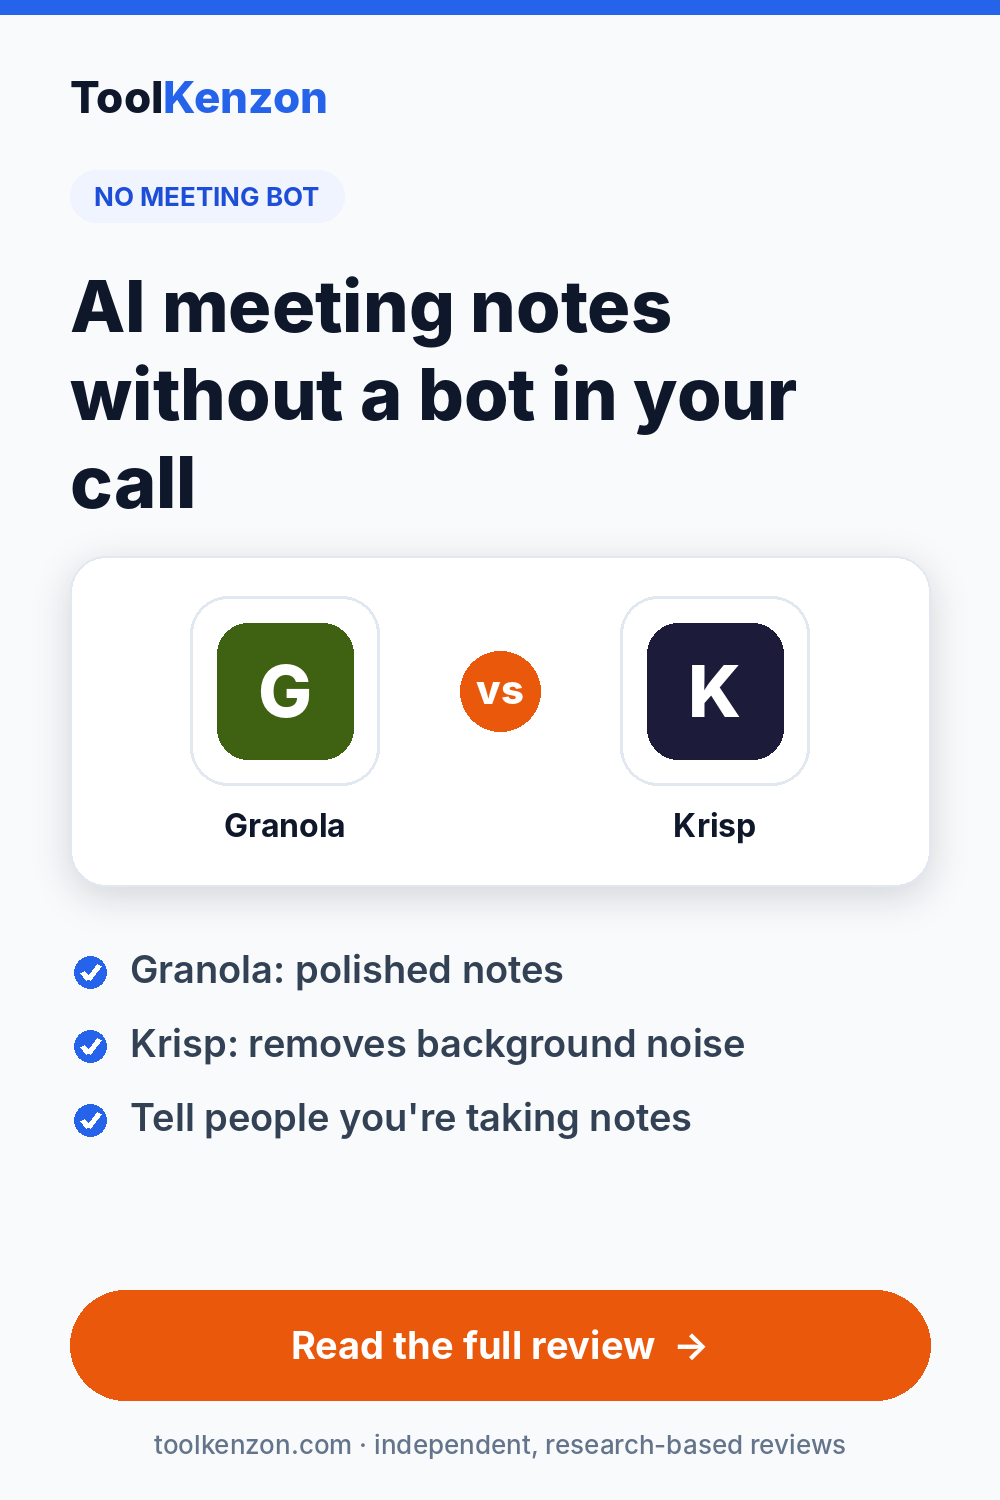 ToolKenzon
NO MEETING BOT
AI meeting notes
without a bot in your
call
G
vs
K
Granola
Krisp
Granola: polished notes
Krisp: removes background noise
Tell people you're taking notes
Read the full review →
toolkenzon.com · independent, research-based reviews